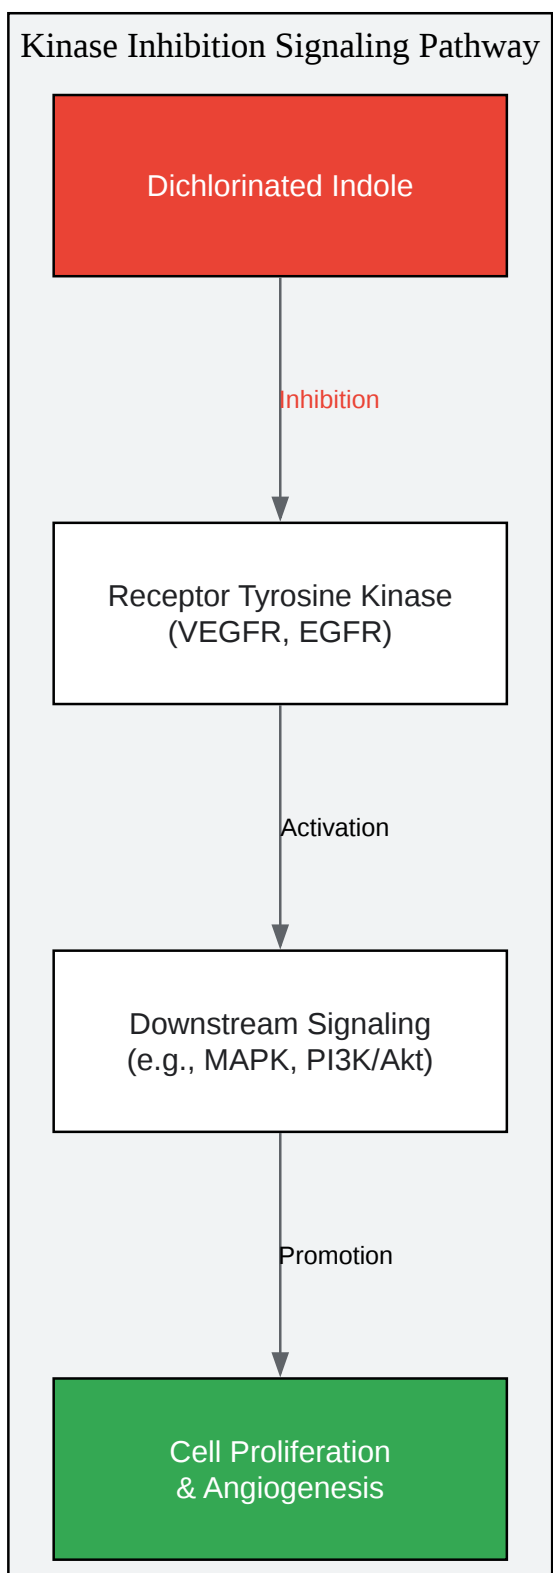 Kinase Inhibition Signaling Pathway
Dichlorinated Indole
Inhibition
Receptor Tyrosine Kinase
(VEGFR, EGFR)
Activation
Downstream Signaling
(e.g., MAPK, PI3K/Akt)
Promotion
Cell Proliferation
& Angiogenesis